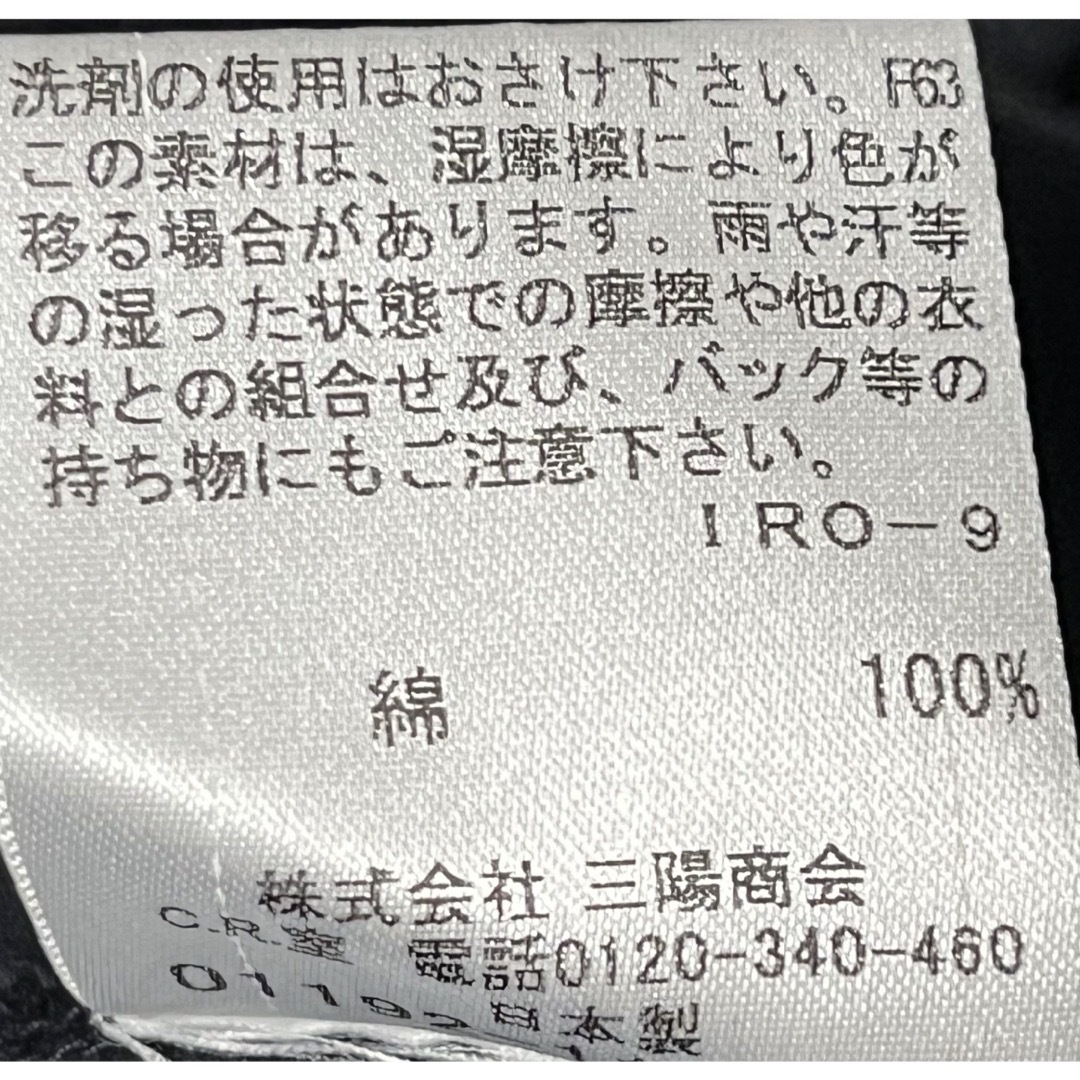 洗剤の使用はおさけ下さい。F63
この素材は、湿摩擦により色が
移る場合があります。雨や汗等
の湿った状態での摩擦や他の衣
料との組合せ及び、バック等の
持ち物にもご注意下さい。
IRO-9
綿 100%
株式会社 三陽商会
C.R.
電話0120-340-460
日本製